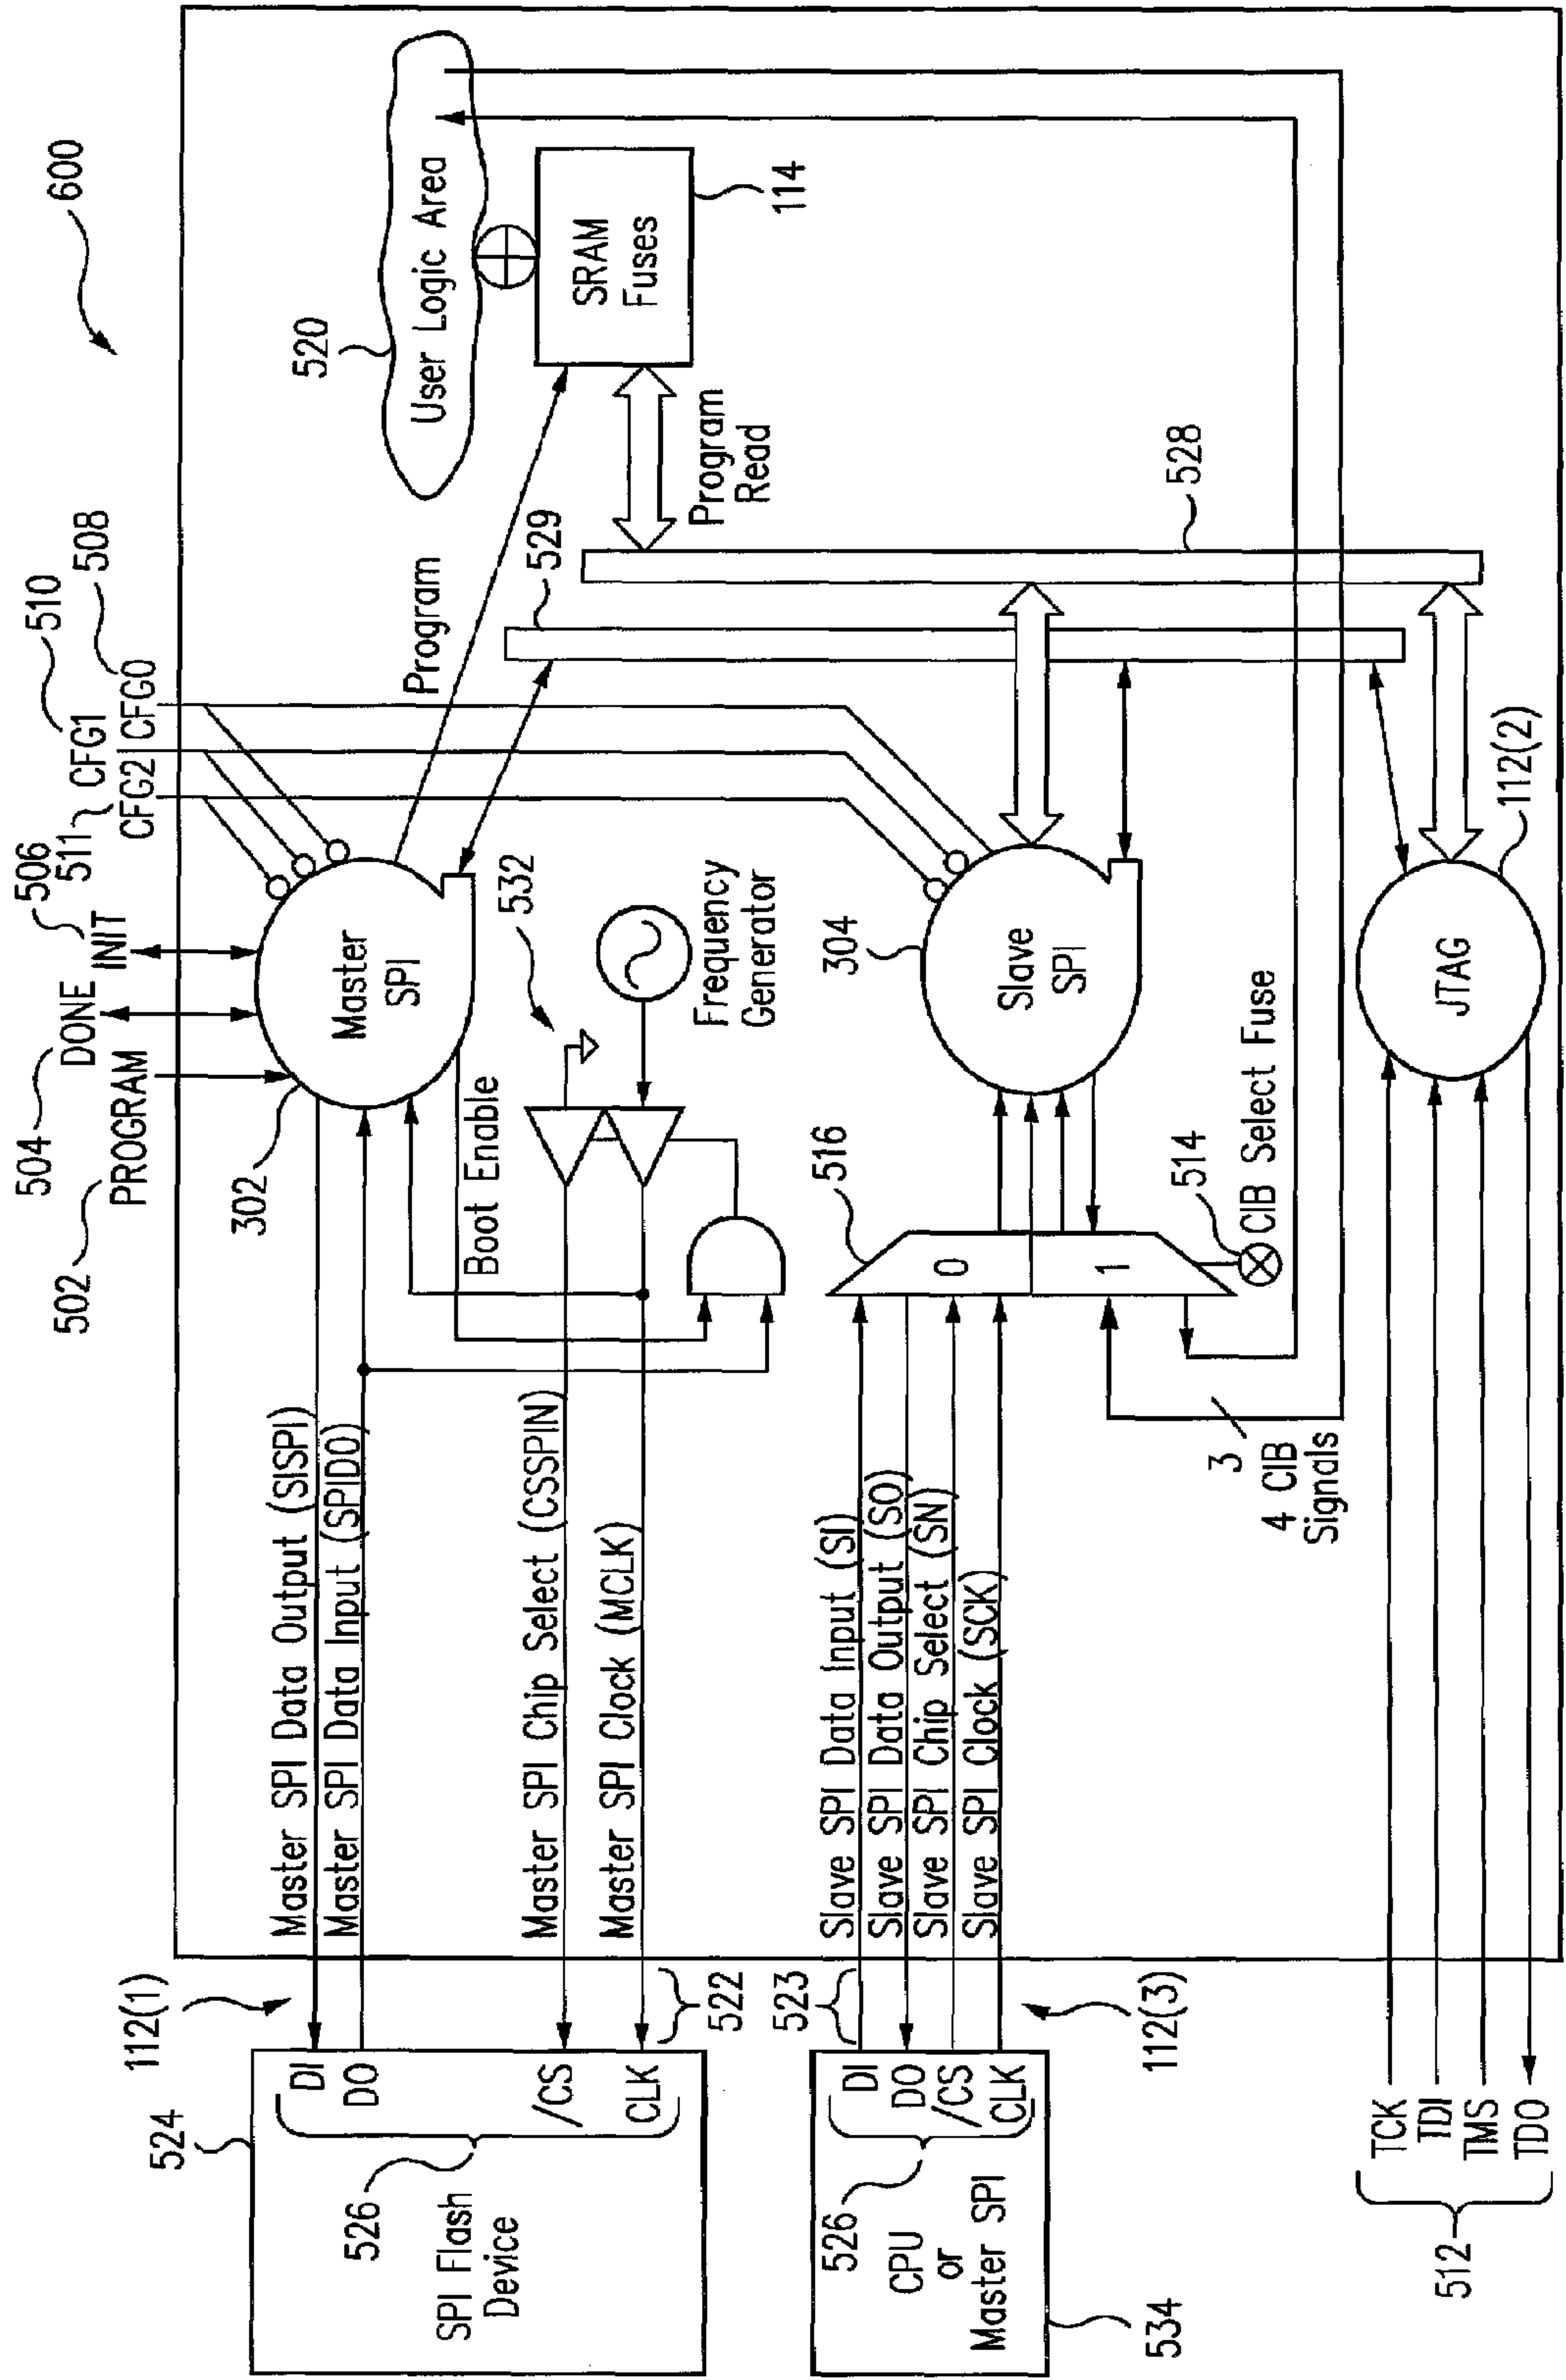 600
502
PROGRAM
504
DONE
506
INIT
511
CFG2
510
CFG1
508
CFG0
302
Master
SPI
Program
520
User Logic Area
SRAM
Fuses
114
Program
Read
529
528
524
SPI Flash
Device
526
DI
DO
/CS
CLK
112(1)
522
Master SPI Data Output (SISPI)
Master SPI Data Input (SPIDO)
Boot Enable
Master SPI Chip Select (CSSPIN)
Master SPI Clock (MCLK)
532
Frequency
Generator
534
CPU
or
Master SPI
526
DI
DO
/CS
CLK
523
112(3)
Slave SPI Data Input (SI)
Slave SPI Data Output (SO)
Slave SPI Chip Select (SN)
Slave SPI Clock (SCK)
516
0
1
304
Slave
SPI
514
CIB Select Fuse
3
4 CIB
Signals
512
TCK
TDI
TMS
TDO
JTAG
112(2)